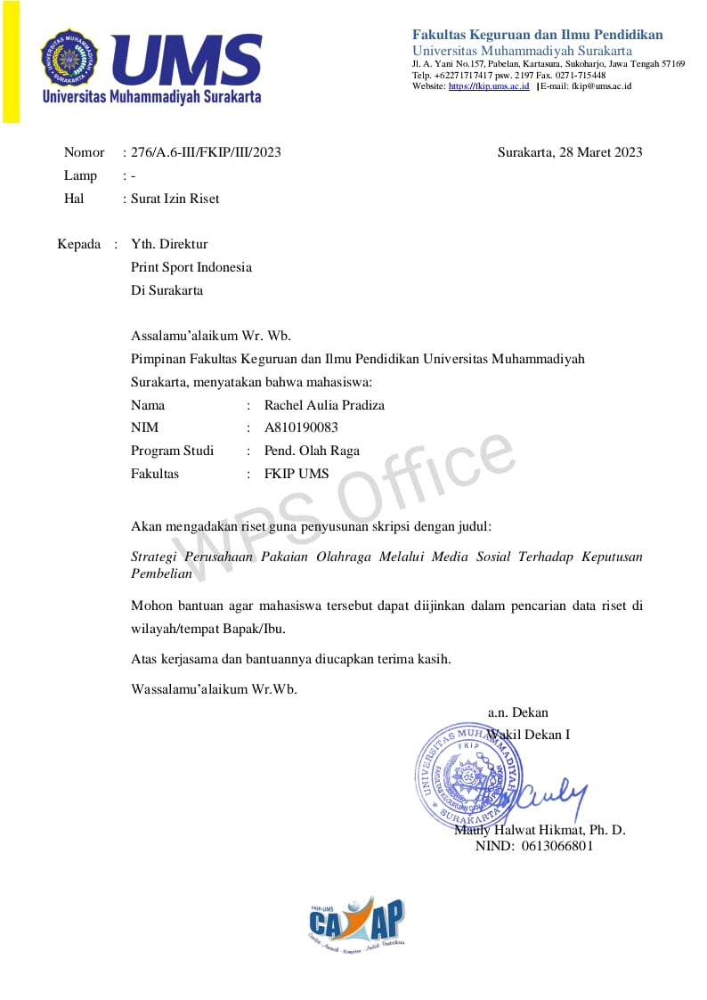 UMS
Universitas Muhammadiyah Surakarta
Fakultas Keguruan dan Ilmu Pendidikan
Universitas Muhammadiyah Surakarta
Jl. A. Yani No.157, Pabelan, Kartasura, Sukoharjo, Jawa Tengah 57169
Telp. +62271717417 psw. 2197 Fax. 0271-715448
Website: https://fkip.ums.ac.id | E-mail: fkip@ums.ac.id
Nomor : 276/A.6-III/FKIP/III/2023 Surakarta, 28 Maret 2023
Lamp : -
Hal : Surat Izin Riset
Kepada : Yth. Direktur
Print Sport Indonesia
Di Surakarta
Assalamu’alaikum Wr. Wb.
Pimpinan Fakultas Keguruan dan Ilmu Pendidikan Universitas Muhammadiyah
Surakarta, menyatakan bahwa mahasiswa:
Nama : Rachel Aulia Pradiza
NIM : A810190083
Program Studi : Pend. Olah Raga
Fakultas : FKIP UMS
WPS Office
Akan mengadakan riset guna penyusunan skripsi dengan judul:
Strategi Perusahaan Pakaian Olahraga Melalui Media Sosial Terhadap Keputusan
Pembelian
Mohon bantuan agar mahasiswa tersebut dapat diijinkan dalam pencarian data riset di
wilayah/tempat Bapak/Ibu.
Atas kerjasama dan bantuannya diucapkan terima kasih.
Wassalamu’alaikum Wr.Wb.
a.n. Dekan
Wakil Dekan I
UNIVERSITAS MUHAMMADIYAH
SURAKARTA
FKIP
Mauly Halwat Hikmat, Ph. D.
NIND: 0613066801
FKIP-UMS